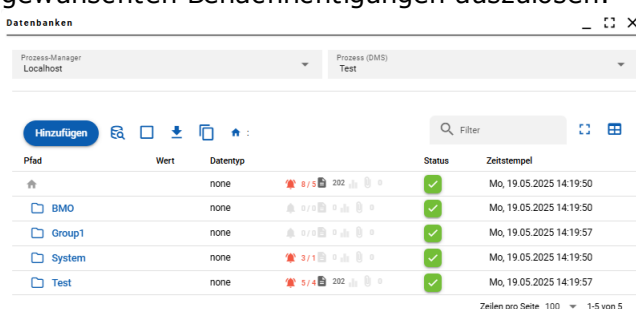 gewünschten Benachrichtigungen auszulösen.
Datenbanken
Prozess-Manager
Localhost
Prozess (DMS)
Test
Hinzufügen
:
Filter
Pfad Wert Datentyp Status Zeitstempel
none 8 / 5 202 0 Mo, 19.05.2025 14:19:50
BMO none 0 / 0 0 0 Mo, 19.05.2025 14:19:50
Group1 none 0 / 0 0 0 Mo, 19.05.2025 14:19:57
System none 3 / 1 0 0 Mo, 19.05.2025 14:19:50
Test none 5 / 4 202 0 Mo, 19.05.2025 14:19:57
Zeilen pro Seite 100 1-5 von 5